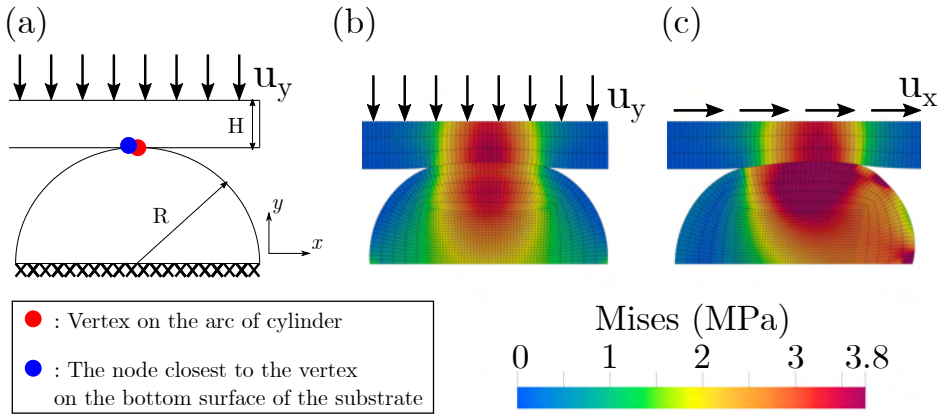 (a)
(b)
(c)
u_y
u_y
u_x
H
R
y
x
: Vertex on the arc of cylinder
: The node closest to the vertex
on the bottom surface of the substrate
Mises (MPa)
0 1 2 3 3.8